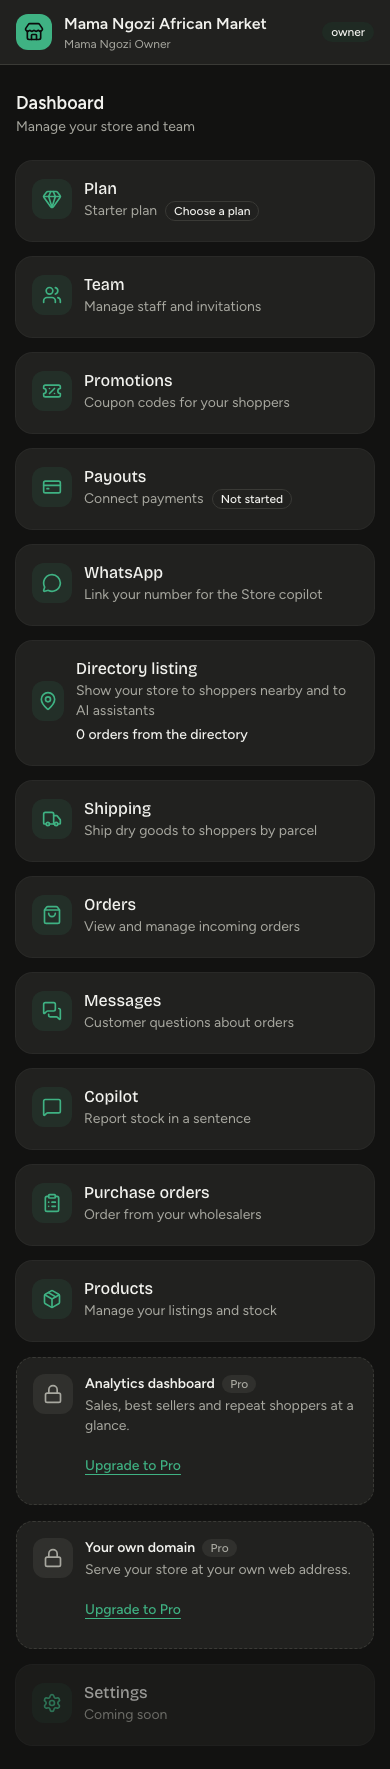 Mama Ngozi African Market
Mama Ngozi Owner
owner
Dashboard
Manage your store and team
Plan
Starter plan Choose a plan
Team
Manage staff and invitations
Promotions
Coupon codes for your shoppers
Payouts
Connect payments Not started
WhatsApp
Link your number for the Store copilot
Directory listing
Show your store to shoppers nearby and to
AI assistants
0 orders from the directory
Shipping
Ship dry goods to shoppers by parcel
Orders
View and manage incoming orders
Messages
Customer questions about orders
Copilot
Report stock in a sentence
Purchase orders
Order from your wholesalers
Products
Manage your listings and stock
Analytics dashboard Pro
Sales, best sellers and repeat shoppers at a
glance.
Upgrade to Pro
Your own domain Pro
Serve your store at your own web address.
Upgrade to Pro
Settings
Coming soon